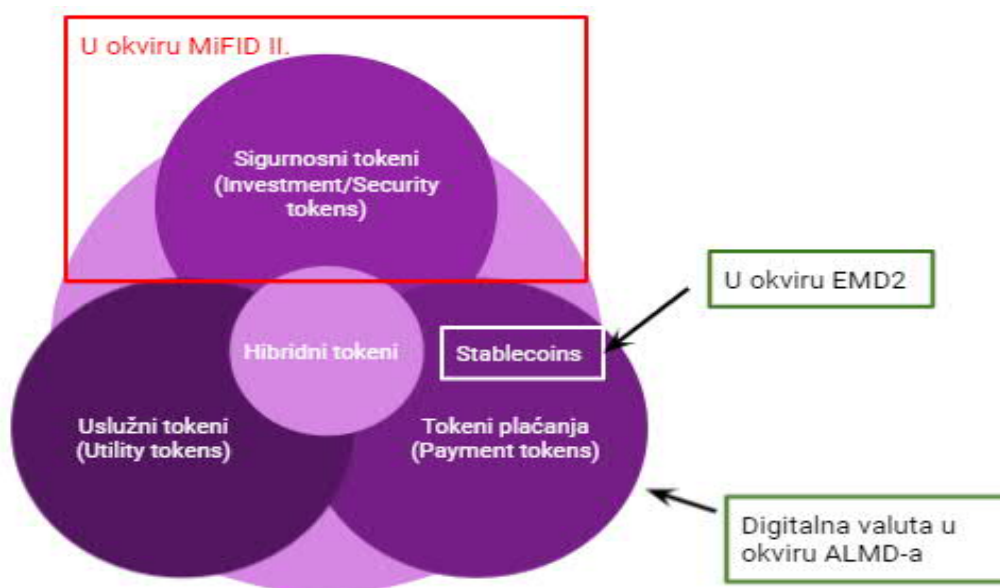 U okviru MiFID II.
Sigurnosni tokeni
(Investment/Security
tokens)
U okviru EMD2
Hibridni tokeni
Stablecoins
Uslužni tokeni
(Utility tokens)
Tokeni plaćanja
(Payment tokens)
Digitalna valuta u
okviru ALMD-a